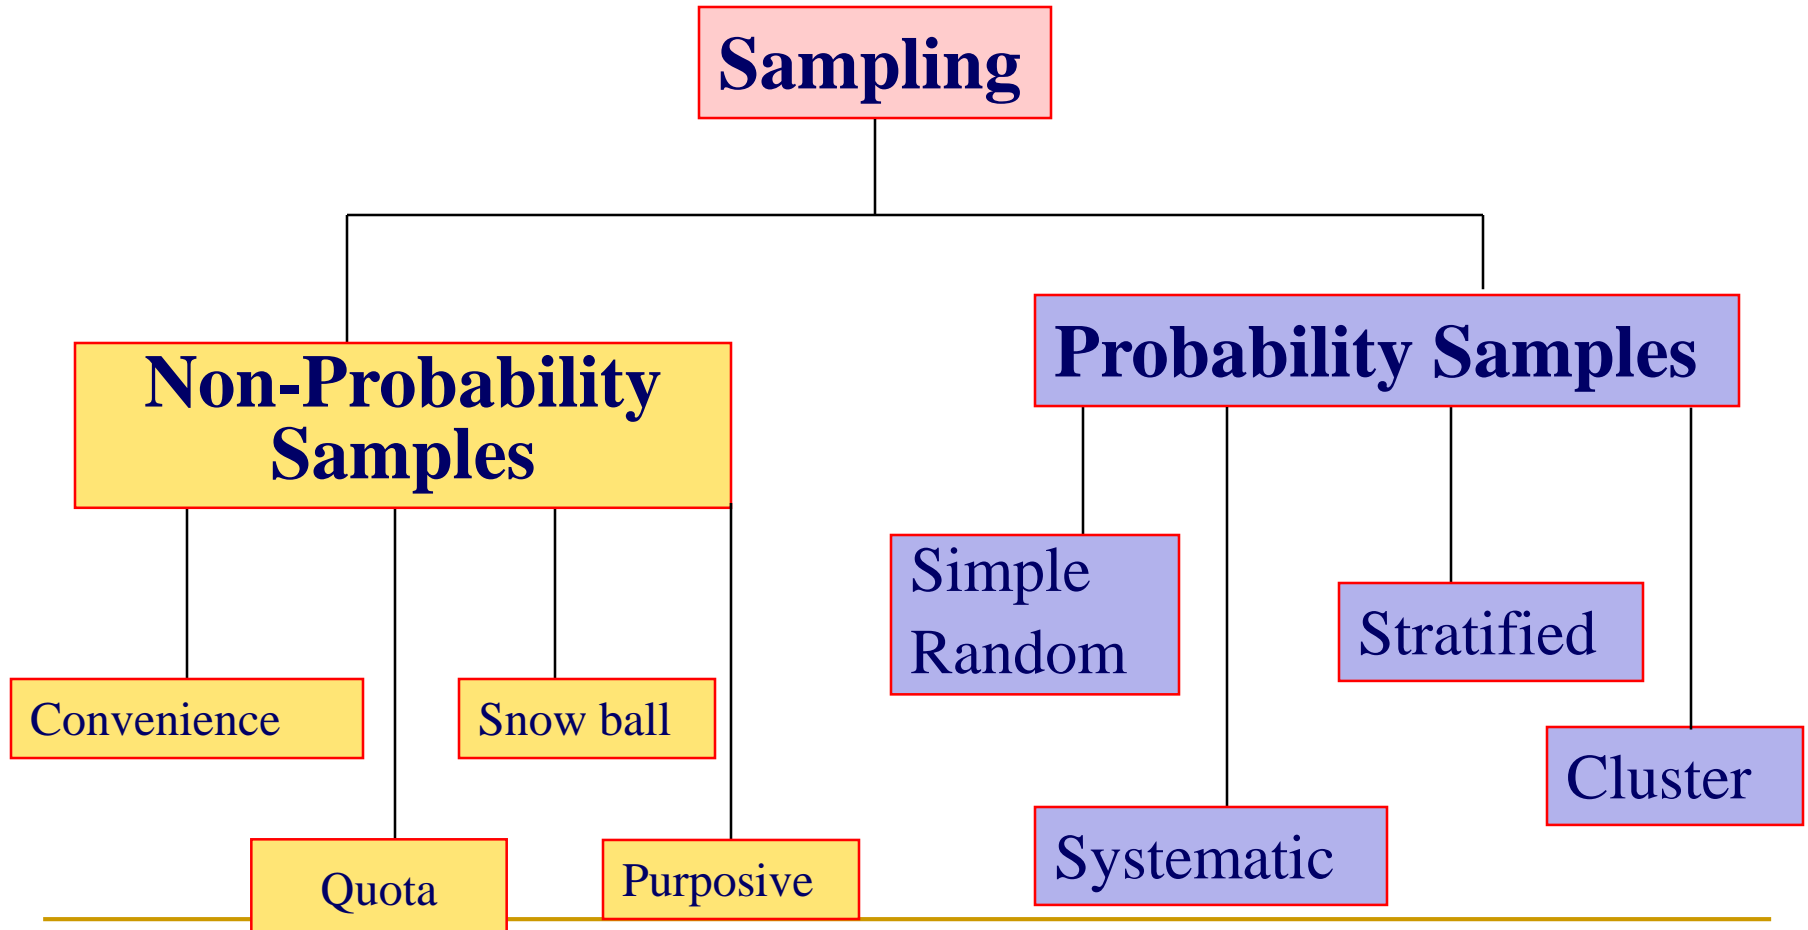 Sampling
Non-Probability
Samples
Probability Samples
Convenience
Quota
Snow ball
Purposive
Simple
Random
Systematic
Stratified
Cluster